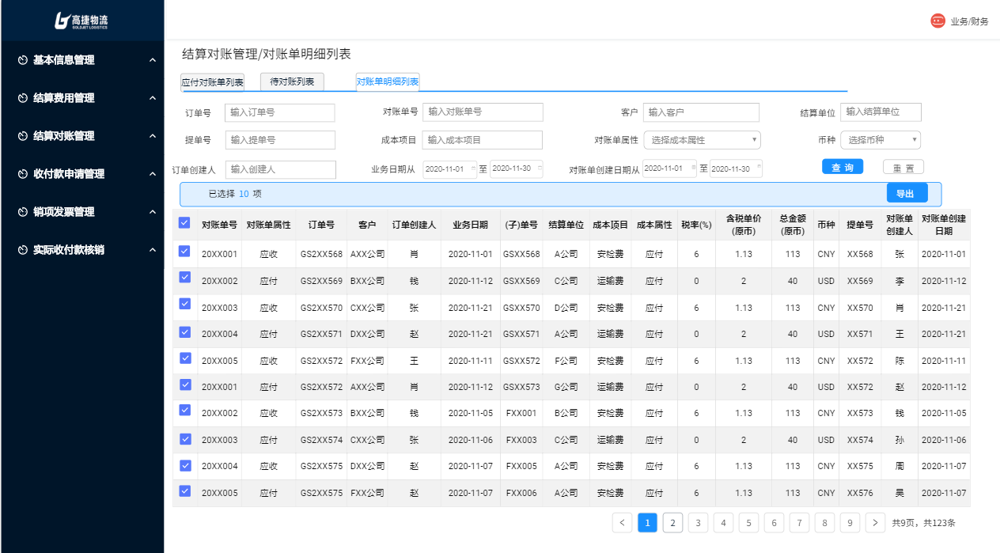 高捷物流
GOLDJET LOGISTICS
业务/财务
基本信息管理
结算费用管理
结算对账管理
收付款申请管理
销项发票管理
实际收付款核销
结算对账管理/对账单明细列表
应付对账单列表 待对账列表 对账单明细列表
订单号 输入订单号 对账单号 输入对账单号 客户 输入客户 结算单位 输入结算单位
提单号 输入提单号 成本项目 输入成本项目 对账单属性 选择成本属性 币种 选择币种
订单创建人 输入创建人 业务日期从 2020-11-01 至 2020-11-30 对账单创建日期从 2020-11-01 至 2020-11-30 查询 重置
已选择 10 项 导出
对账单号 对账单属性 订单号 客户 订单创建人 业务日期 (子)单号 结算单位 成本项目 成本属性 税率(%) 含税单价(原币) 总金额(原币) 币种 提单号 对账单创建人 对账单创建日期
20XX001 应收 GS2XX568 AXX公司 肖 2020-11-01 GSXX568 A公司 安检费 应付 6 1.13 113 CNY XX568 张 2020-11-01
20XX002 应付 GS2XX569 BXX公司 钱 2020-11-12 GSXX569 C公司 运输费 应付 0 2 40 USD XX569 李 2020-11-12
20XX003 应收 GS2XX570 CXX公司 张 2020-11-21 GSXX570 D公司 安检费 应付 6 1.13 113 CNY XX570 肖 2020-11-21
20XX004 应付 GS2XX571 DXX公司 赵 2020-11-21 GSXX571 A公司 运输费 应付 0 2 40 USD XX571 王 2020-11-21
20XX005 应收 GS2XX572 FXX公司 王 2020-11-11 GSXX572 F公司 安检费 应付 6 1.13 113 CNY XX572 陈 2020-11-11
20XX001 应付 GS2XX572 AXX公司 肖 2020-11-12 GSXX573 G公司 运输费 应付 0 2 40 USD XX572 赵 2020-11-12
20XX002 应收 GS2XX573 BXX公司 钱 2020-11-05 FXX001 B公司 安检费 应付 6 1.13 113 CNY XX573 钱 2020-11-05
20XX003 应付 GS2XX574 CXX公司 张 2020-11-06 FXX003 C公司 运输费 应付 0 2 40 USD XX574 孙 2020-11-06
20XX004 应收 GS2XX575 DXX公司 赵 2020-11-07 FXX005 A公司 安检费 应付 6 1.13 113 CNY XX575 周 2020-11-07
20XX005 应付 GS2XX575 FXX公司 赵 2020-11-07 FXX006 A公司 安检费 应付 6 1.13 113 CNY XX576 吴 2020-11-07
< 1 2 3 4 5 6 7 8 9 > 共9页，共123条